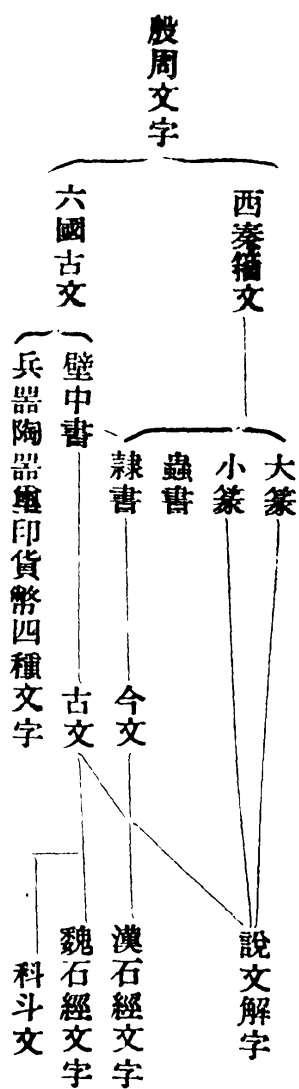 殷周文字
西秦籀文
六國古文
大篆
小篆
蟲書
隸書
壁中書
兵器陶器璽印貨幣四種文字
今文
古文
說文解字
漢石經文字
魏石經文字
科斗文